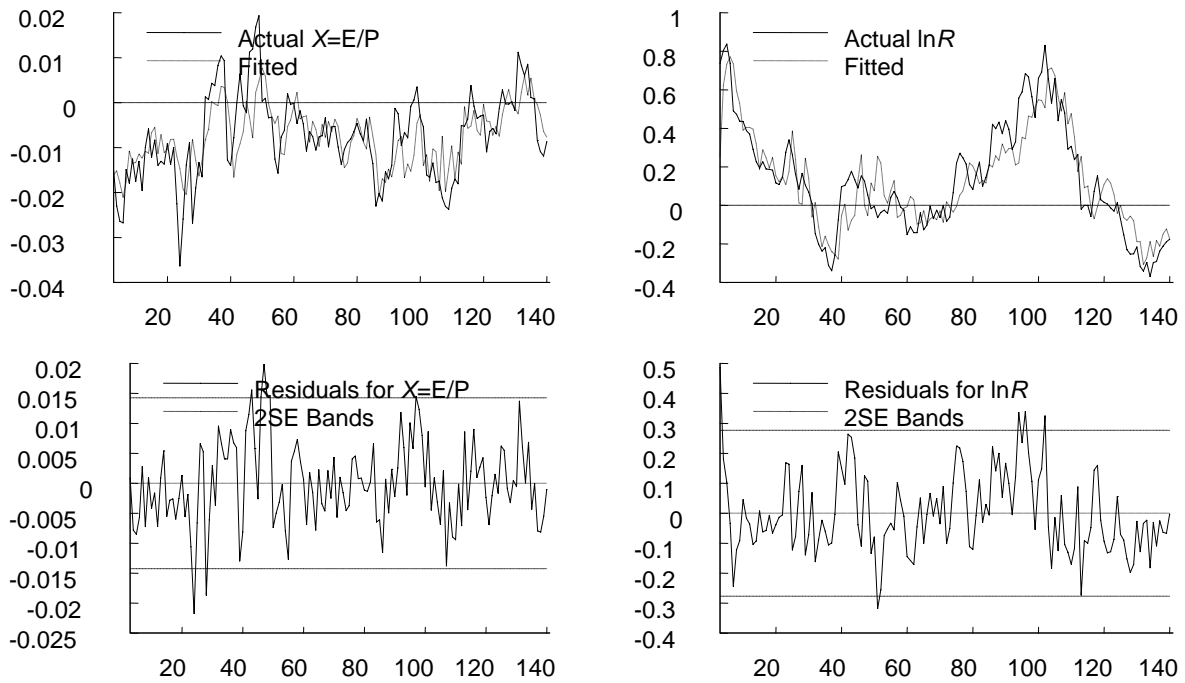 0.02
0.01
0
-0.01
-0.02
-0.03
-0.04
Actual X=E/P
Fitted
20 40 60 80 100 120 140
1
0.8
0.6
0.4
0.2
0
-0.2
-0.4
Actual lnR
Fitted
20 40 60 80 100 120 140
0.02
0.015
0.01
0.005
0
-0.005
-0.01
-0.015
-0.02
-0.025
Residuals for X=E/P
2SE Bands
20 40 60 80 100 120 140
0.5
0.4
0.3
0.2
0.1
0
-0.1
-0.2
-0.3
-0.4
Residuals for lnR
2SE Bands
20 40 60 80 100 120 140